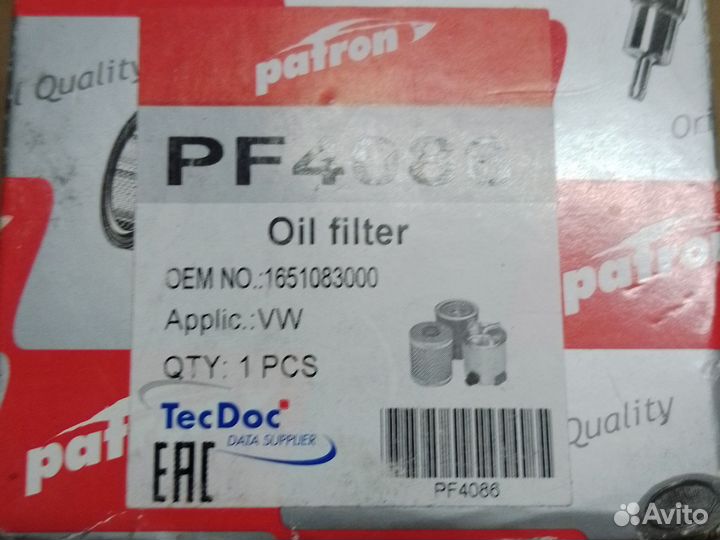 patron
l Quality
Ori
PF4086
Oil filter
OEM NO.:1651083000
Applic.:VW
QTY: 1 PCS
patron
TecDoc
DATA SUPPLIER
EAC
patron
Quality
PF4086
Avito